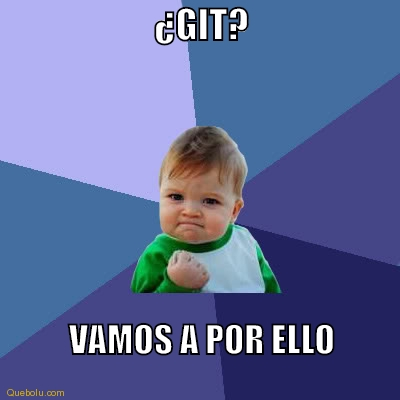 ¿GIT?
VAMOS A POR ELLO
Quebolu.com